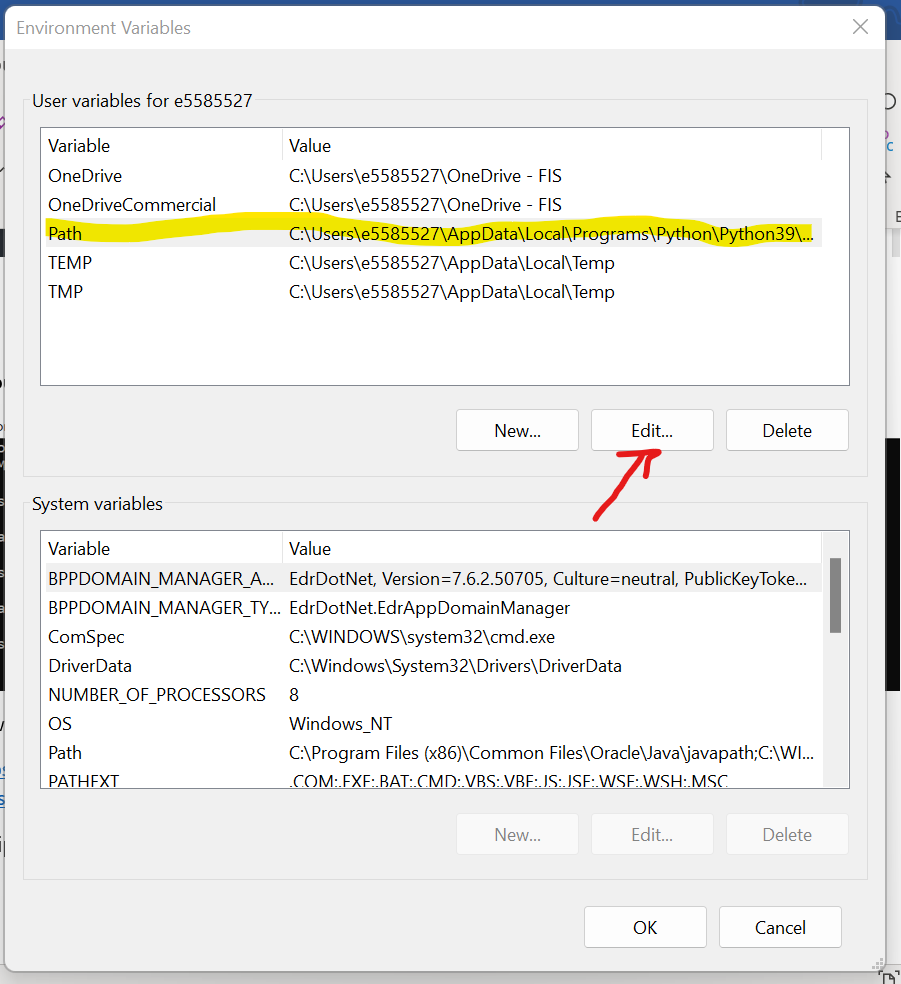 Environment Variables
User variables for e5585527
Variable Value
OneDrive C:\Users\e5585527\OneDrive - FIS
OneDriveCommercial C:\Users\e5585527\OneDrive - FIS
Path C:\Users\e5585527\AppData\Local\Programs\Python\Python39\...
TEMP C:\Users\e5585527\AppData\Local\Temp
TMP C:\Users\e5585527\AppData\Local\Temp
New... Edit... Delete
System variables
Variable Value
BPPDOMAIN_MANAGER_A... EdrDotNet, Version=7.6.2.50705, Culture=neutral, PublicKeyToke...
BPPDOMAIN_MANAGER_TY... EdrDotNet.EdrAppDomainManager
ComSpec C:\WINDOWS\system32\cmd.exe
DriverData C:\Windows\System32\Drivers\DriverData
NUMBER_OF_PROCESSORS 8
OS Windows_NT
Path C:\Program Files (x86)\Common Files\Oracle\Java\javapath;C:\WI...
PATHEXT .COM;.EXE;.BAT;.CMD;.VBS;.VBE;.JS;.JSE;.WSF;.WSH;.MSC
New... Edit... Delete
OK Cancel